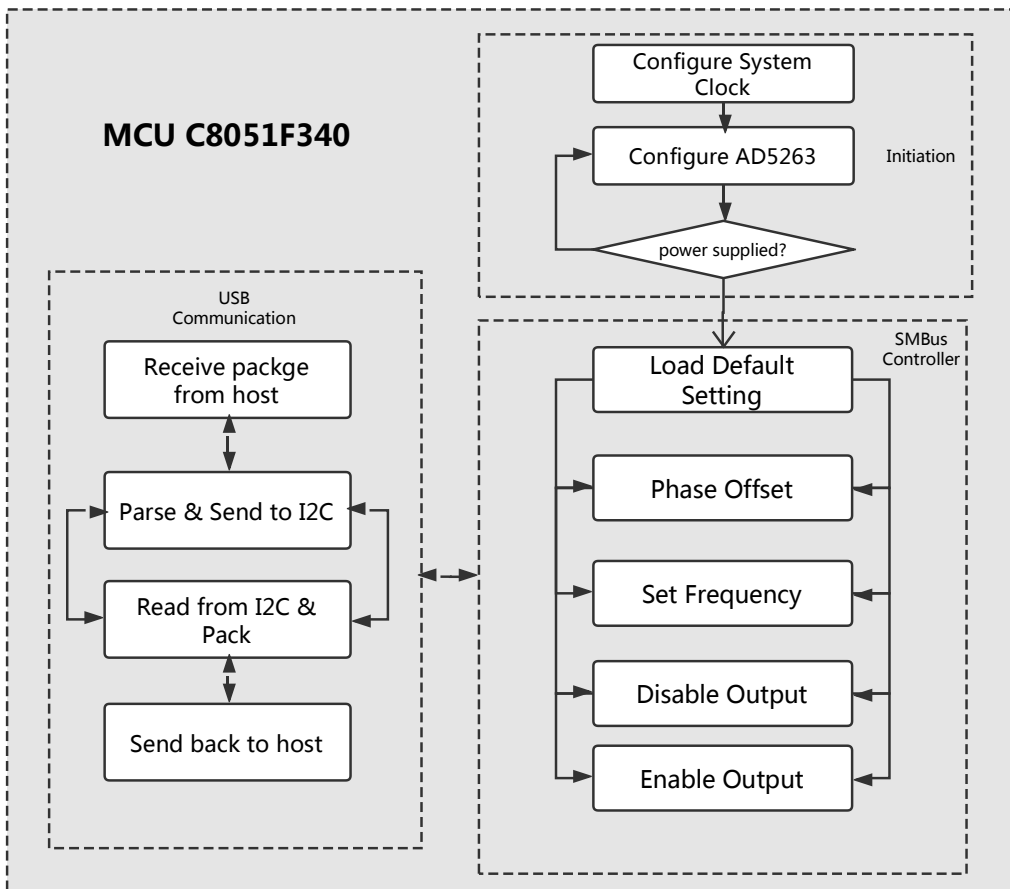 MCU C8051F340
Configure System
Clock
Configure AD5263
Initiation
power supplied?
USB
Communication
Receive packge
from host
Parse & Send to I2C
Read from I2C &
Pack
Send back to host
SMBus
Controller
Load Default
Setting
Phase Offset
Set Frequency
Disable Output
Enable Output